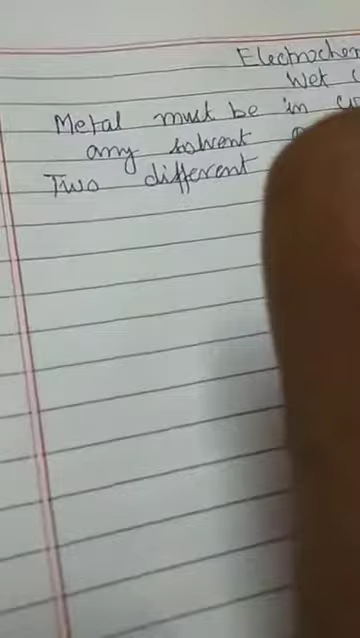 Electrochem
Wet
Metal must be in
any solvent
Two different